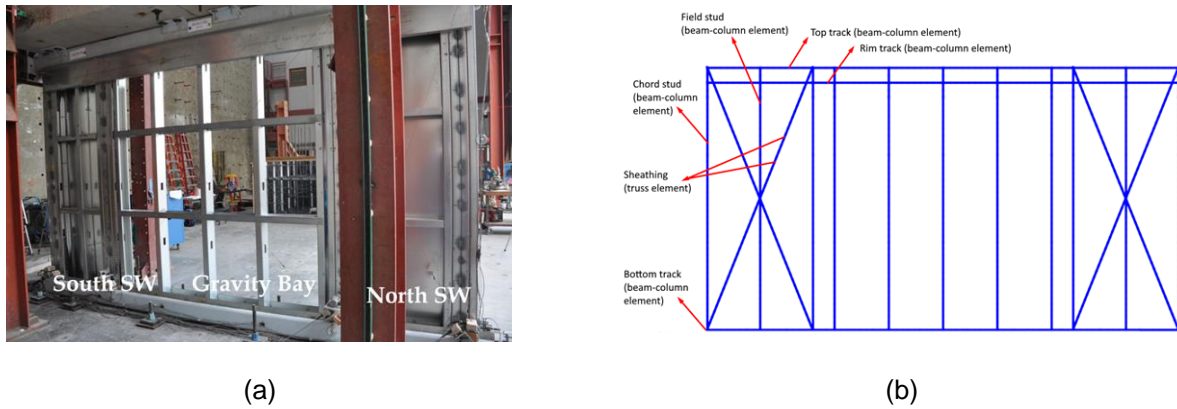 South SW
Gravity Bay
North SW
(a)
Field stud
(beam-column
element)
Top track (beam-column element)
Rim track (beam-column element)
Chord stud
(beam-column
element)
Sheathing
(truss element)
Bottom track
(beam-column
element)
(b)